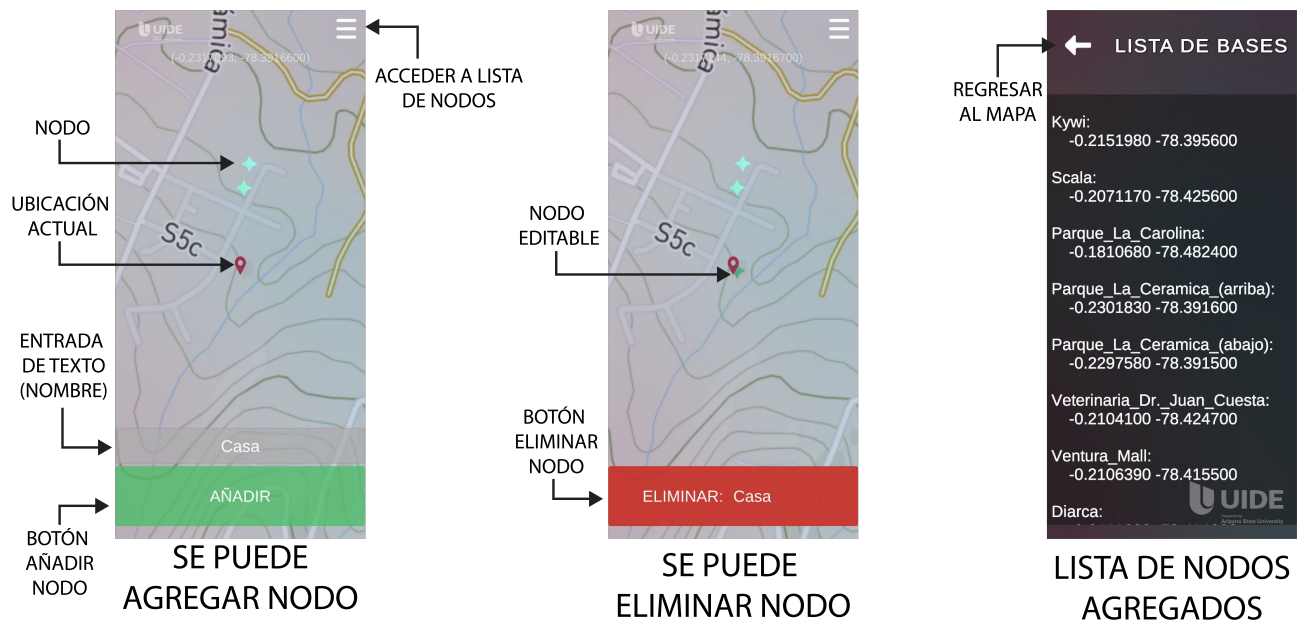 UIDE
ACCEDER A LISTA
DE NODOS
NODO
UBICACIÓN
ACTUAL
S5c
ENTRADA
DE TEXTO
(NOMBRE)
Casa
AÑADIR
BOTÓN
AÑADIR
NODO
SE PUEDE
AGREGAR NODO
UIDE
NODO
EDITABLE
S5c
BOTÓN
ELIMINAR
NODO
ELIMINAR: Casa
SE PUEDE
ELIMINAR NODO
REGRESAR
AL MAPA
LISTA DE BASES
Kywi:
-0.2151980 -78.395600
Scala:
-0.2071170 -78.425600
Parque_La_Carolina:
-0.1810680 -78.482400
Parque_La_Ceramica_(arriba):
-0.2301830 -78.391600
Parque_La_Ceramica_(abajo):
-0.2297580 -78.391500
Veterinaria_Dr._Juan_Cuesta:
-0.2104100 -78.424700
Ventura_Mall:
-0.2106390 -78.415500
Diarca:
UIDE
Powered by
Arizona State University
LISTA DE NODOS
AGREGADOS